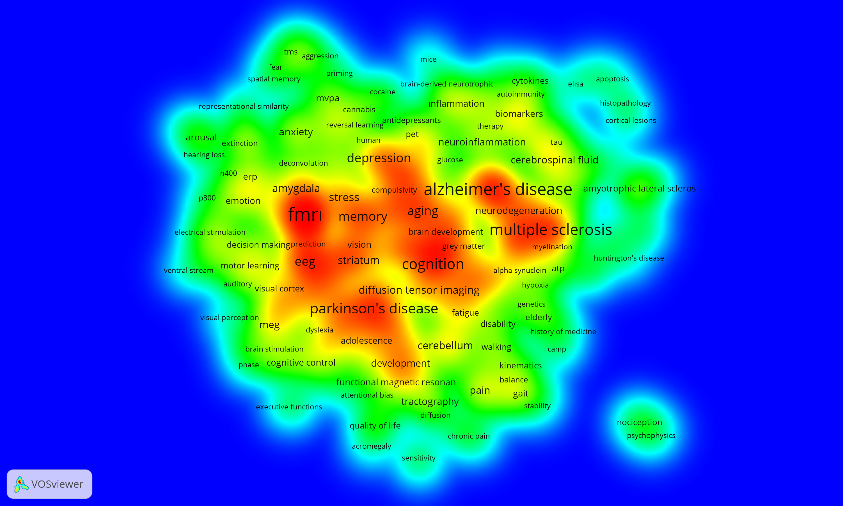 tms
aggression
fear
mice
spatial memory
priming
brain-derived neurotrophic
cytokines
elisa
apoptosis
cocaine
autoimmunity
representational similarity
mvpa
inflammation
histopathology
cannabis
biomarkers
antidepressants
cortical lesions
reversal learning
therapy
anxiety
pet
arousal
extinction
human
neuroinflammation
tau
hearing loss
depression
glucose
cerebrospinal fluid
deconvolution
n400
erp
amygdala
compulsivity
alzheimer's disease
amyotrophic lateral scleros
p300
emotion
stress
fmri
memory
aging
neurodegeneration
electrical stimulation
brain development
multiple sclerosis
decision making
prediction
vision
grey matter
myelination
eeg
striatum
cognition
huntington's disease
ventral stream
motor learning
alpha synuclein
atp
auditory
visual cortex
diffusion tensor imaging
hypoxia
parkinson's disease
genetics
visual perception
meg
fatigue
elderly
dyslexia
disability
history of medicine
adolescence
cerebellum
walking
camp
brain stimulation
phase
cognitive control
development
kinematics
functional magnetic resonan
balance
attentional bias
pain
gait
executive functions
tractography
stability
diffusion
nociception
quality of life
psychophysics
chronic pain
acromegaly
sensitivity
VOSviewer